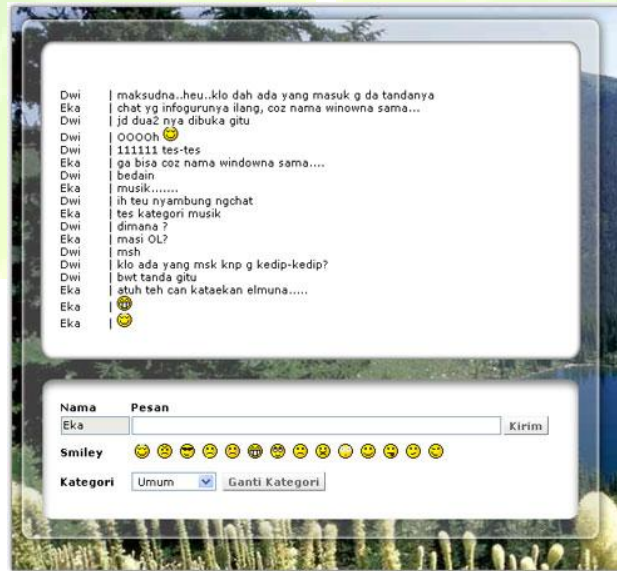 Dwi | maksudna..heu..klo dah ada yang masuk g da tandanya
Eka | chat yg infogurunya ilang, coz nama winowna sama...
Dwi | jd dua2 nya dibuka gitu
Dwi | OOOOh
Dwi | 111111 tes-tes
Eka | ga bisa coz nama windowna sama....
Dwi | bedain
Eka | musik.......
Dwi | ih teu nyambung ngchat
Eka | tes kategori musik
Dwi | dimana ?
Eka | masi OL?
Dwi | msh
Dwi | klo ada yang msk knp g kedip-kedip?
Dwi | bwt tanda gitu
Eka | atuh teh can kataekan elmuna.....
Eka |
Eka |
Nama Pesan
Eka Kirim
Smiley
Kategori Umum Ganti Kategori